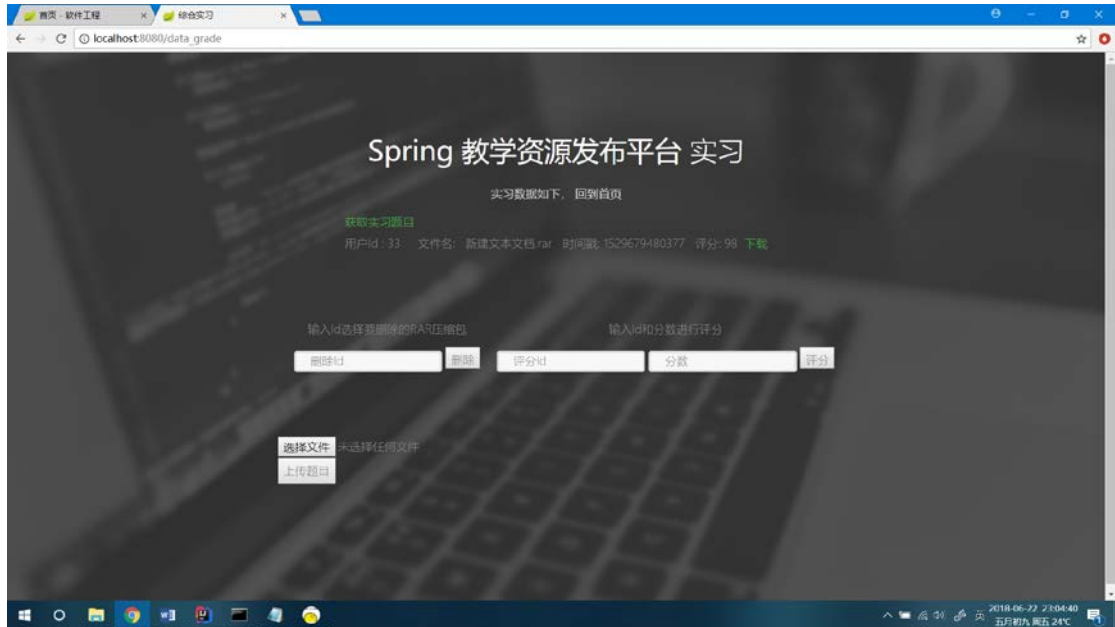 首页 - 软件工程
综合实习
localhost:8080/data_grade
Spring 教学资源发布平台 实习
实习数据如下， 回到首页
获取实习题目
用户Id : 33 文件名: 新建文本文档.rar 时间戳: 1529679480377 评分: 98 下载
输入Id选择要删除的RAR压缩包 输入Id和分数进行评分
删除Id 删除 评分Id 分数 评分
选择文件 未选择任何文件
上传题目
英 2018-06-22 23:04:40
五月初九 周五 24℃